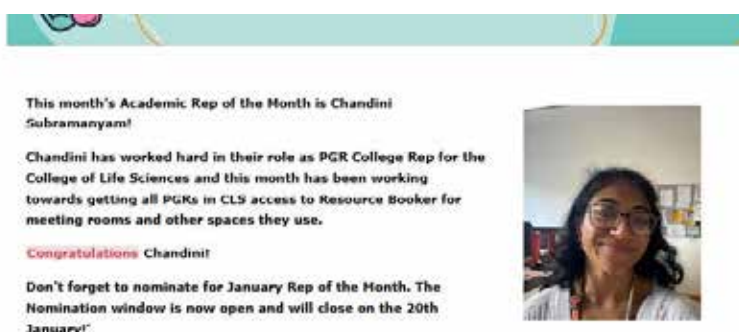 This month's Academic Rep of the Month is Chandini
Subramanyam!
Chandini has worked hard in their role as PGR College Rep for the
College of Life Sciences and this month has been working
towards getting all PGRs in CLS access to Resource Booker for
meeting rooms and other spaces they use.
Congratulations Chandini!
Don't forget to nominate for January Rep of the Month. The
Nomination window is now open and will close on the 20th
January!'